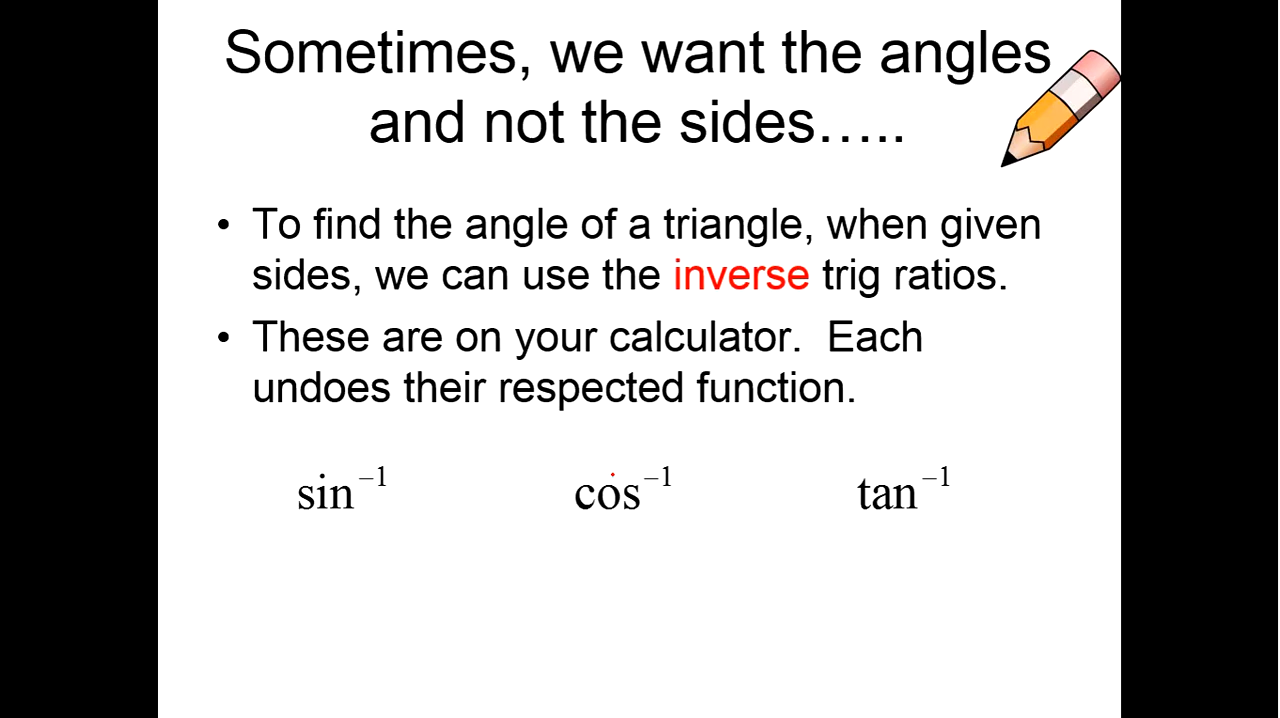 Sometimes, we want the angles
and not the sides…..
• To find the angle of a triangle, when given
sides, we can use the inverse trig ratios.
• These are on your calculator.  Each
undoes their respected function.
sin⁻¹ cos⁻¹ tan⁻¹